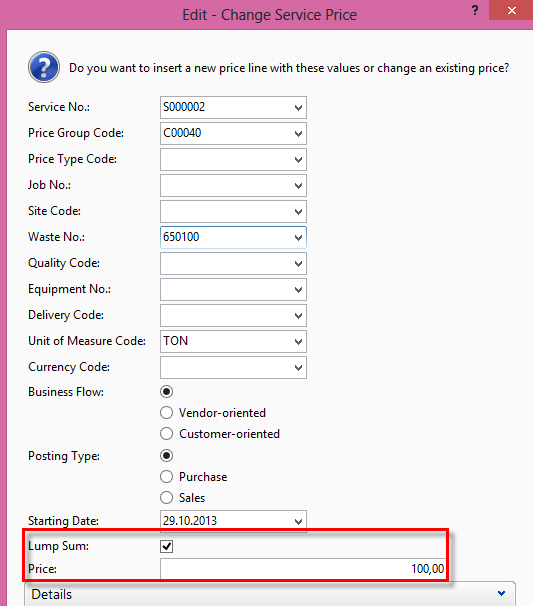 Edit - Change Service Price
?
Do you want to insert a new price line with these values or change an existing price?
Service No.: S000002
Price Group Code: C00040
Price Type Code:
Job No.:
Site Code:
Waste No.: 650100
Quality Code:
Equipment No.:
Delivery Code:
Unit of Measure Code: TON
Currency Code:
Business Flow:
Vendor-oriented
Customer-oriented
Posting Type:
Purchase
Sales
Starting Date: 29.10.2013
Lump Sum:
Price: 100,00
Details